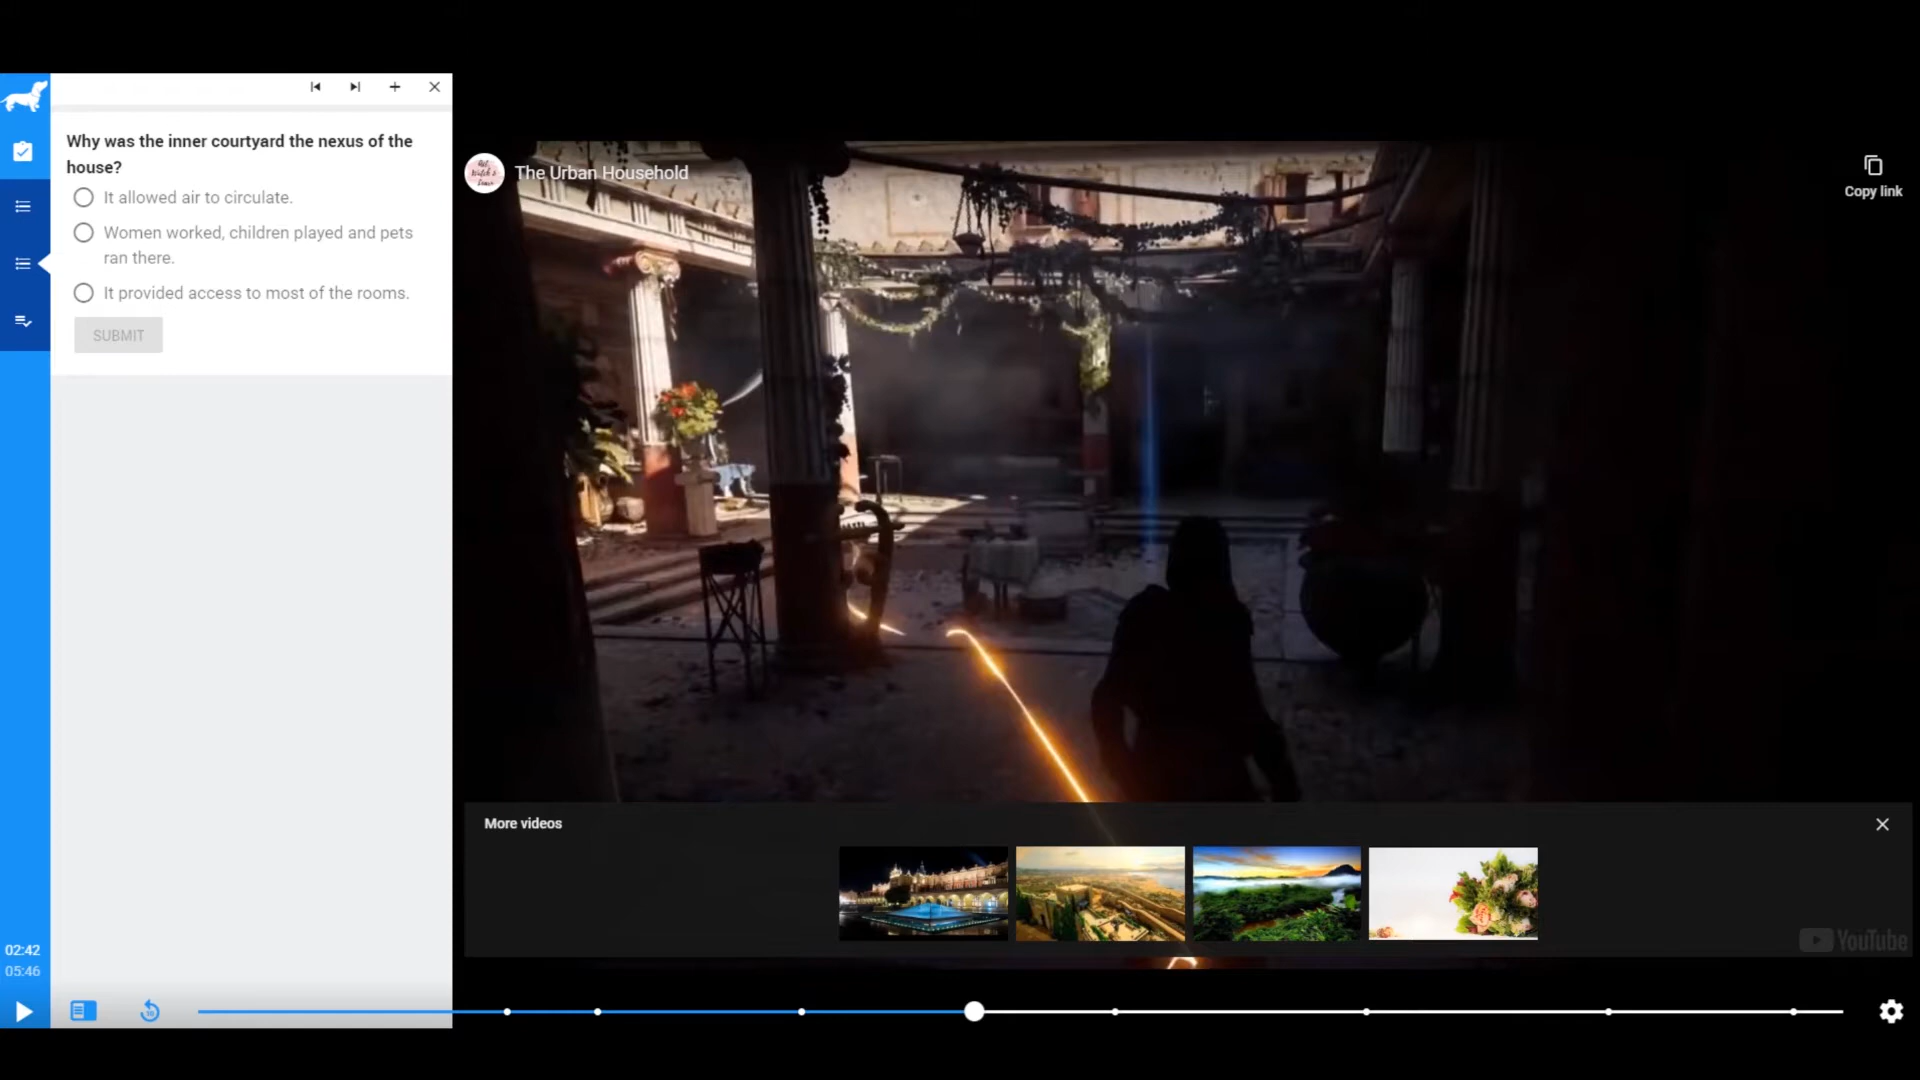 Why was the inner courtyard the nexus of the
house?
It allowed air to circulate.
Women worked, children played and pets
ran there.
It provided access to most of the rooms.
SUBMIT
The Urban Household
Copy link
More videos
YouTube
02:42
05:46